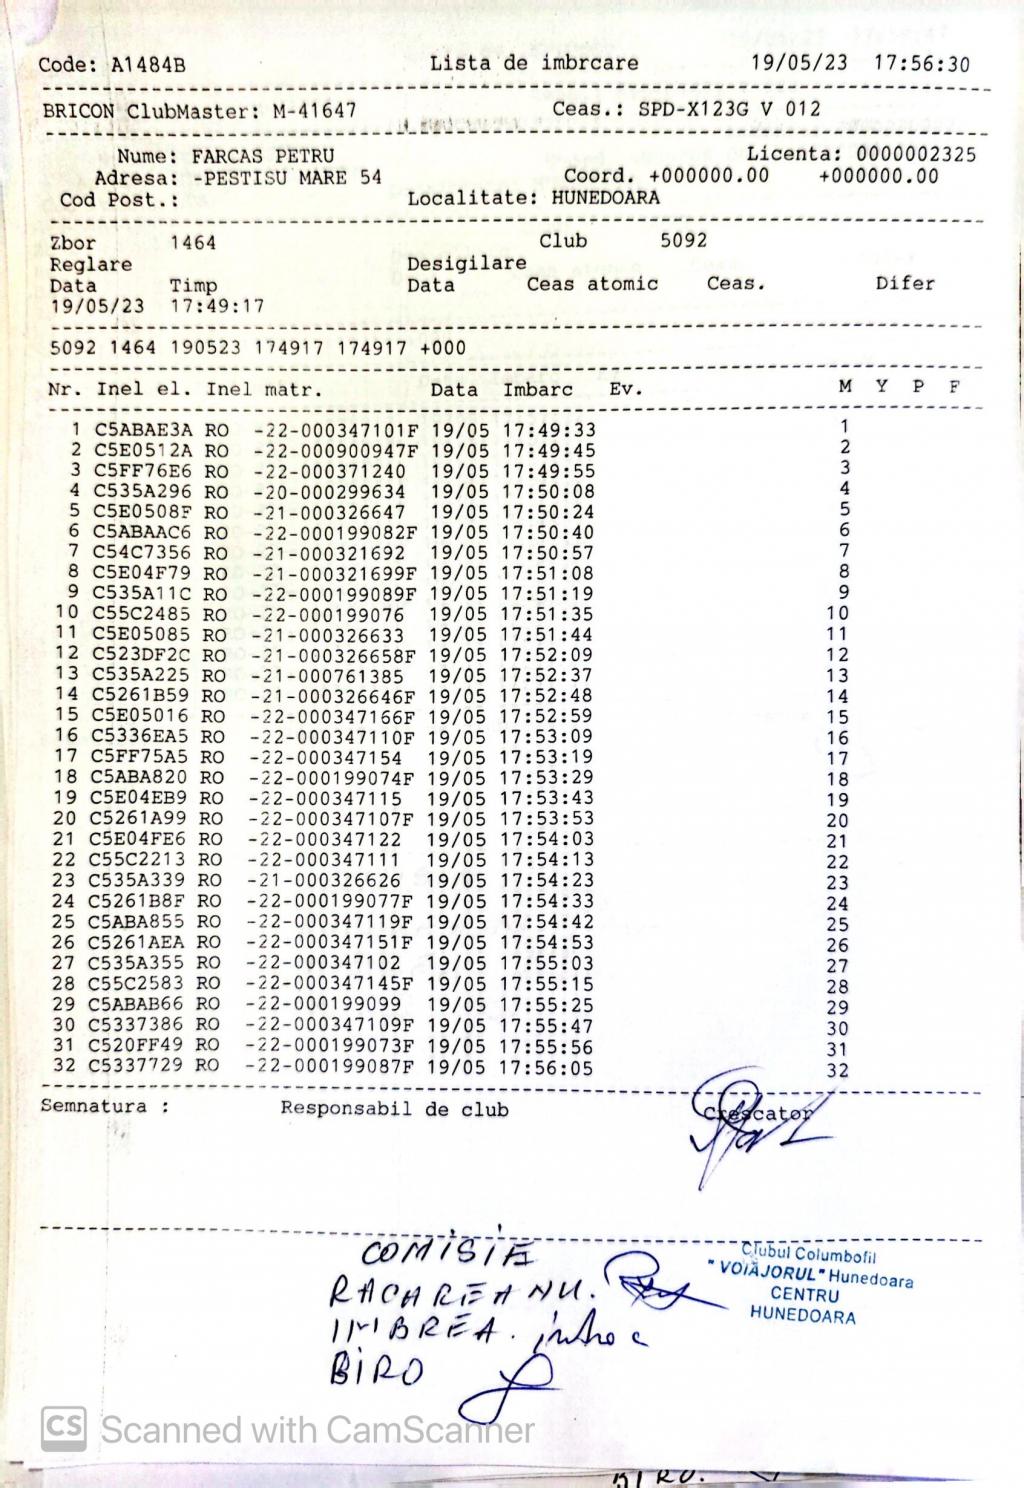 Code: A1484B Lista de imbrcare 19/05/23 17:56:30
BRICON ClubMaster: M-41647 Ceas.: SPD-X123G V 012
Nume: FARCAS PETRU Licenta: 0000002325
Adresa: -PESTISU MARE 54 Coord. +000000.00 +000000.00
Cod Post.: Localitate: HUNEDOARA
Zbor 1464 Club 5092
Reglare Desigilare
Data Timp Data Ceas atomic Ceas. Difer
19/05/23 17:49:17
5092 1464 190523 174917 174917 +000
Nr. Inel el. Inel matr. Data Imbarc Ev. M Y P F
1 C5ABAE3A RO -22-000347101F 19/05 17:49:33 1
2 C5E0512A RO -22-000900947F 19/05 17:49:45 2
3 C5FF76E6 RO -22-000371240 19/05 17:49:55 3
4 C535A296 RO -20-000299634 19/05 17:50:08 4
5 C5E0508F RO -21-000326647 19/05 17:50:24 5
6 C5ABAAC6 RO -22-000199082F 19/05 17:50:40 6
7 C54C7356 RO -21-000321692 19/05 17:50:57 7
8 C5E04F79 RO -21-000321699F 19/05 17:51:08 8
9 C535A11C RO -22-000199089F 19/05 17:51:19 9
10 C55C2485 RO -22-000199076 19/05 17:51:35 10
11 C5E05085 RO -21-000326633 19/05 17:51:44 11
12 C523DF2C RO -21-000326658F 19/05 17:52:09 12
13 C535A225 RO -21-000761385 19/05 17:52:37 13
14 C5261B59 RO -21-000326646F 19/05 17:52:48 14
15 C5E05016 RO -22-000347166F 19/05 17:52:59 15
16 C5336EA5 RO -22-000347110F 19/05 17:53:09 16
17 C5FF75A5 RO -22-000347154 19/05 17:53:19 17
18 C5ABA820 RO -22-000199074F 19/05 17:53:29 18
19 C5E04EB9 RO -22-000347115 19/05 17:53:43 19
20 C5261A99 RO -22-000347107F 19/05 17:53:53 20
21 C5E04FE6 RO -22-000347122 19/05 17:54:03 21
22 C55C2213 RO -22-000347111 19/05 17:54:13 22
23 C535A339 RO -21-000326626 19/05 17:54:23 23
24 C5261B8F RO -22-000199077F 19/05 17:54:33 24
25 C5ABA855 RO -22-000347119F 19/05 17:54:42 25
26 C5261AEA RO -22-000347151F 19/05 17:54:53 26
27 C535A355 RO -22-000347102 19/05 17:55:03 27
28 C55C2583 RO -22-000347145F 19/05 17:55:15 28
29 C5ABAB66 RO -22-000199099 19/05 17:55:25 29
30 C5337386 RO -22-000347109F 19/05 17:55:47 30
31 C520FF49 RO -22-000199073F 19/05 17:55:56 31
32 C5337729 RO -22-000199087F 19/05 17:56:05 32
Semnatura : Responsabil de club Crescator
COMISIE
RACAREANU.
IMBREA.
BIRO
Clubul Columbofil
"VOIAJORUL" Hunedoara
CENTRU
HUNEDOARA
CS Scanned with CamScanner
BIRO.